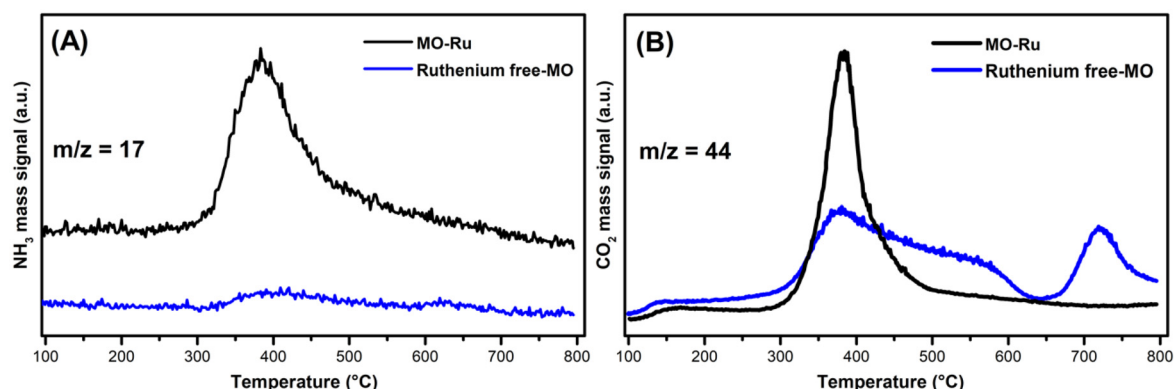 (A)
MO-Ru
Ruthenium free-MO
m/z = 17
NH3 mass signal (a.u.)
100 200 300 400 500 600 700 800
Temperature (°C)
(B)
MO-Ru
Ruthenium free-MO
m/z = 44
CO2 mass signal (a.u.)
100 200 300 400 500 600 700 800
Temperature (°C)